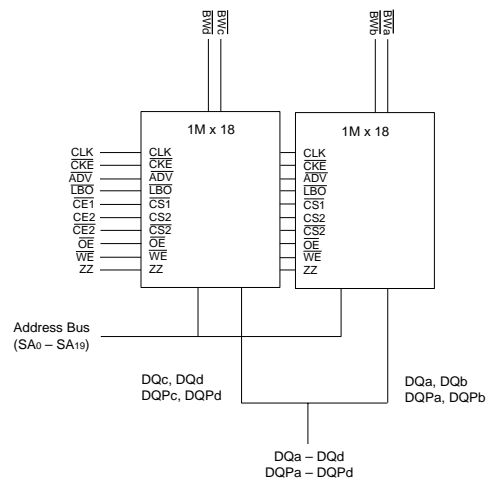 BWd BWc BWb BWa
1M x 18 1M x 18
CLK CLK CLK
CKE CKE CKE
ADV ADV ADV
LBO LBO LBO
CE1 CS1 CS1
CE2 CS2 CS2
CE2 CS2 CS2
OE OE OE
WE WE WE
ZZ ZZ ZZ
Address Bus
(SA0 – SA19)
DQc, DQd
DQPc, DQPd
DQa, DQb
DQPa, DQPb
DQa – DQd
DQPa – DQPd